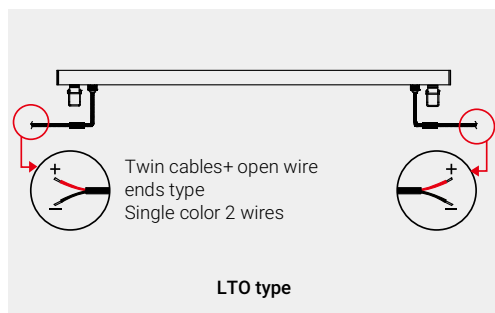 Twin cables+ open wire
ends type
Single color 2 wires
+
−
+
−
LTO type